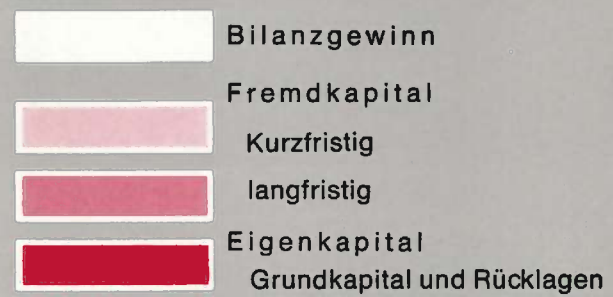 Bilanzgewinn
Fremdkapital
Kurzfristig
langfristig
Eigenkapital
Grundkapital und Rücklagen